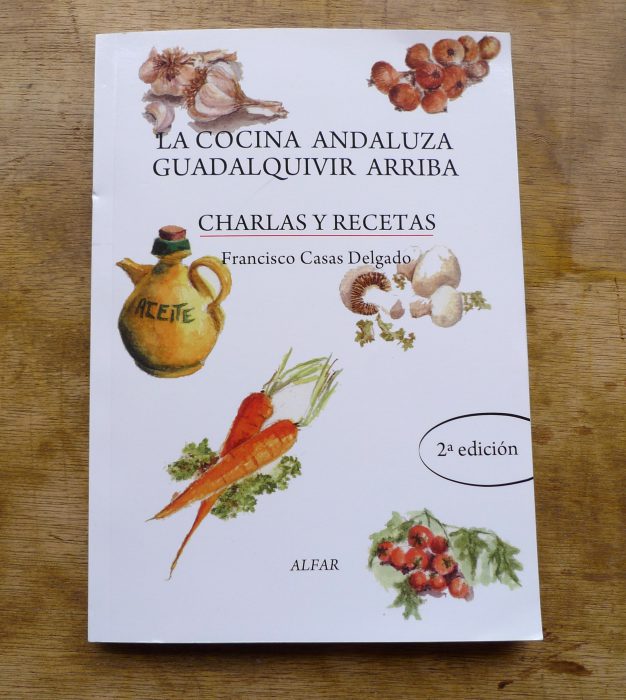 LA COCINA ANDALUZA
GUADALQUIVIR ARRIBA
CHARLAS Y RECETAS
Francisco Casas Delgado
ACEITE
2ª edición
ALFAR